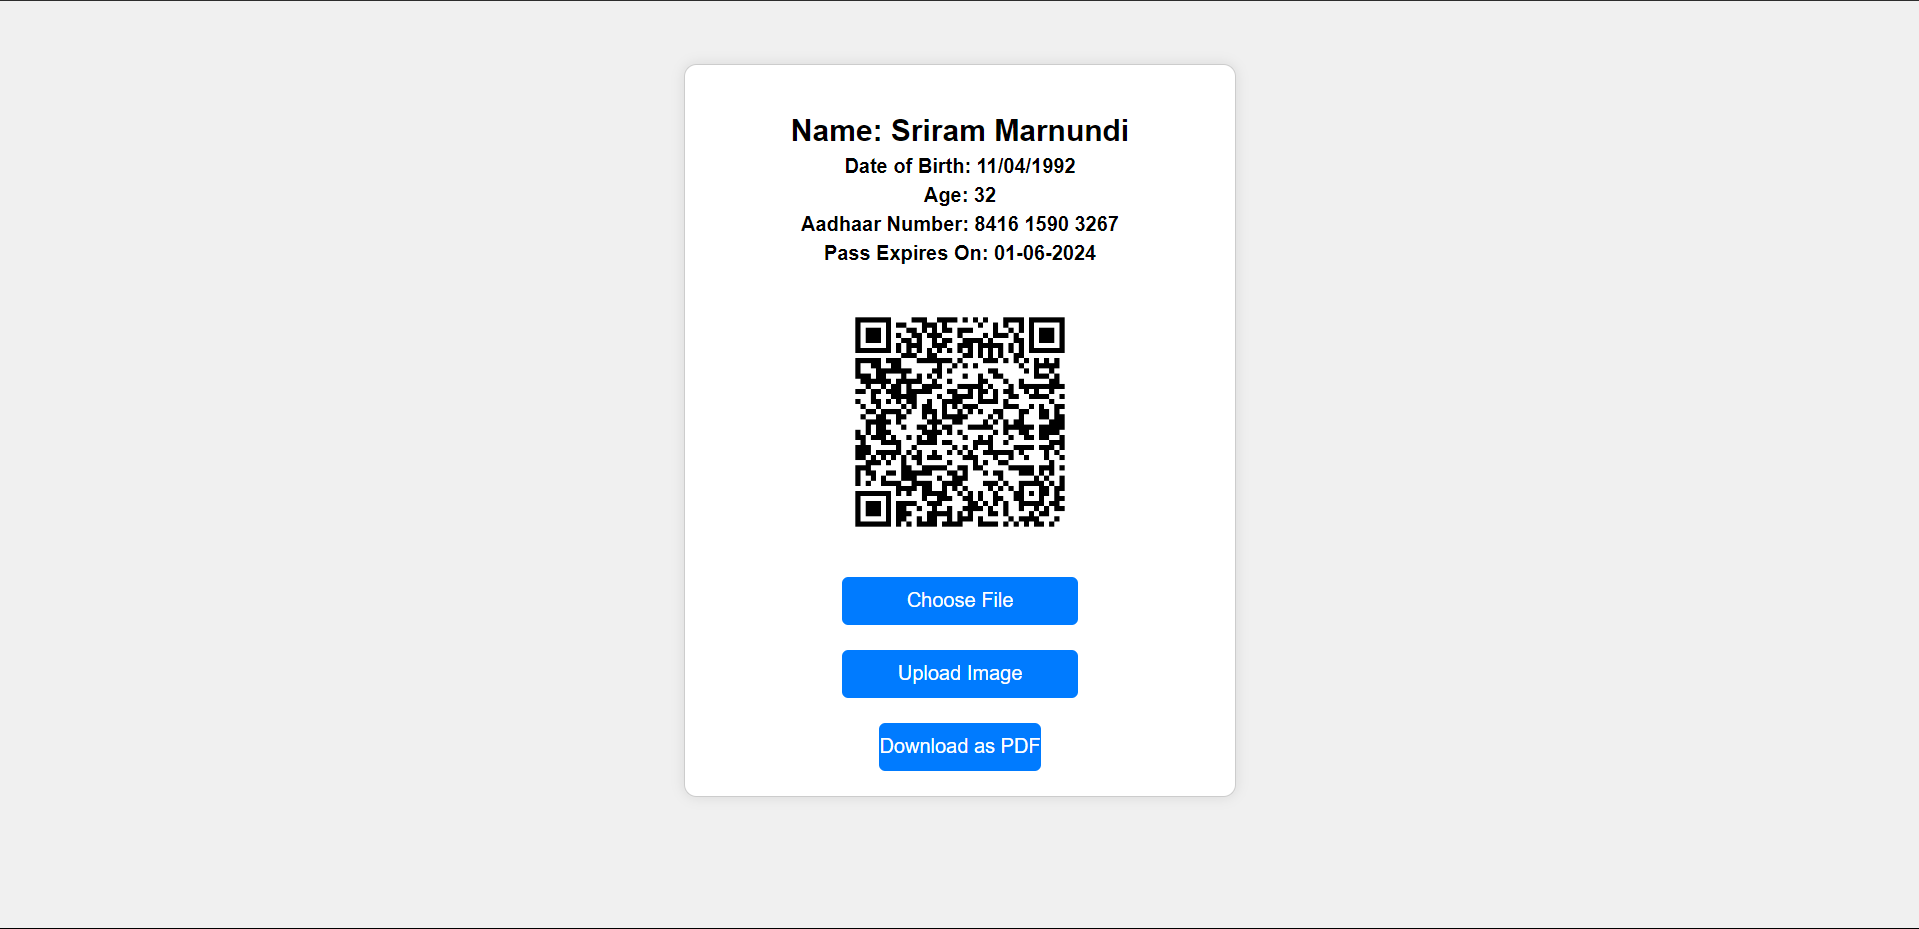 Name: Sriram Marnundi
Date of Birth: 11/04/1992
Age: 32
Aadhaar Number: 8416 1590 3267
Pass Expires On: 01-06-2024
Choose File
Upload Image
Download as PDF